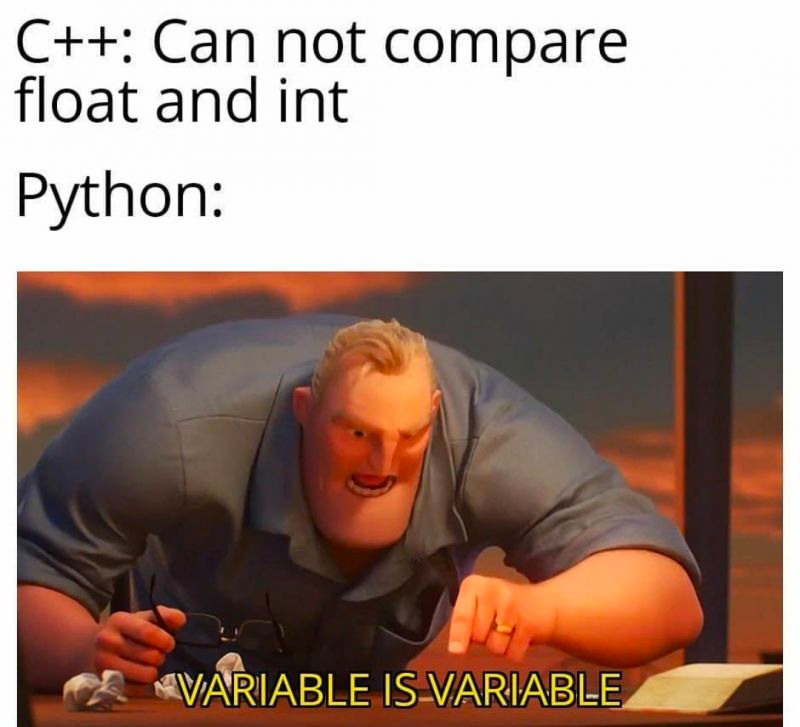 C++: Can not compare
float and int
Python:
VARIABLE IS VARIABLE